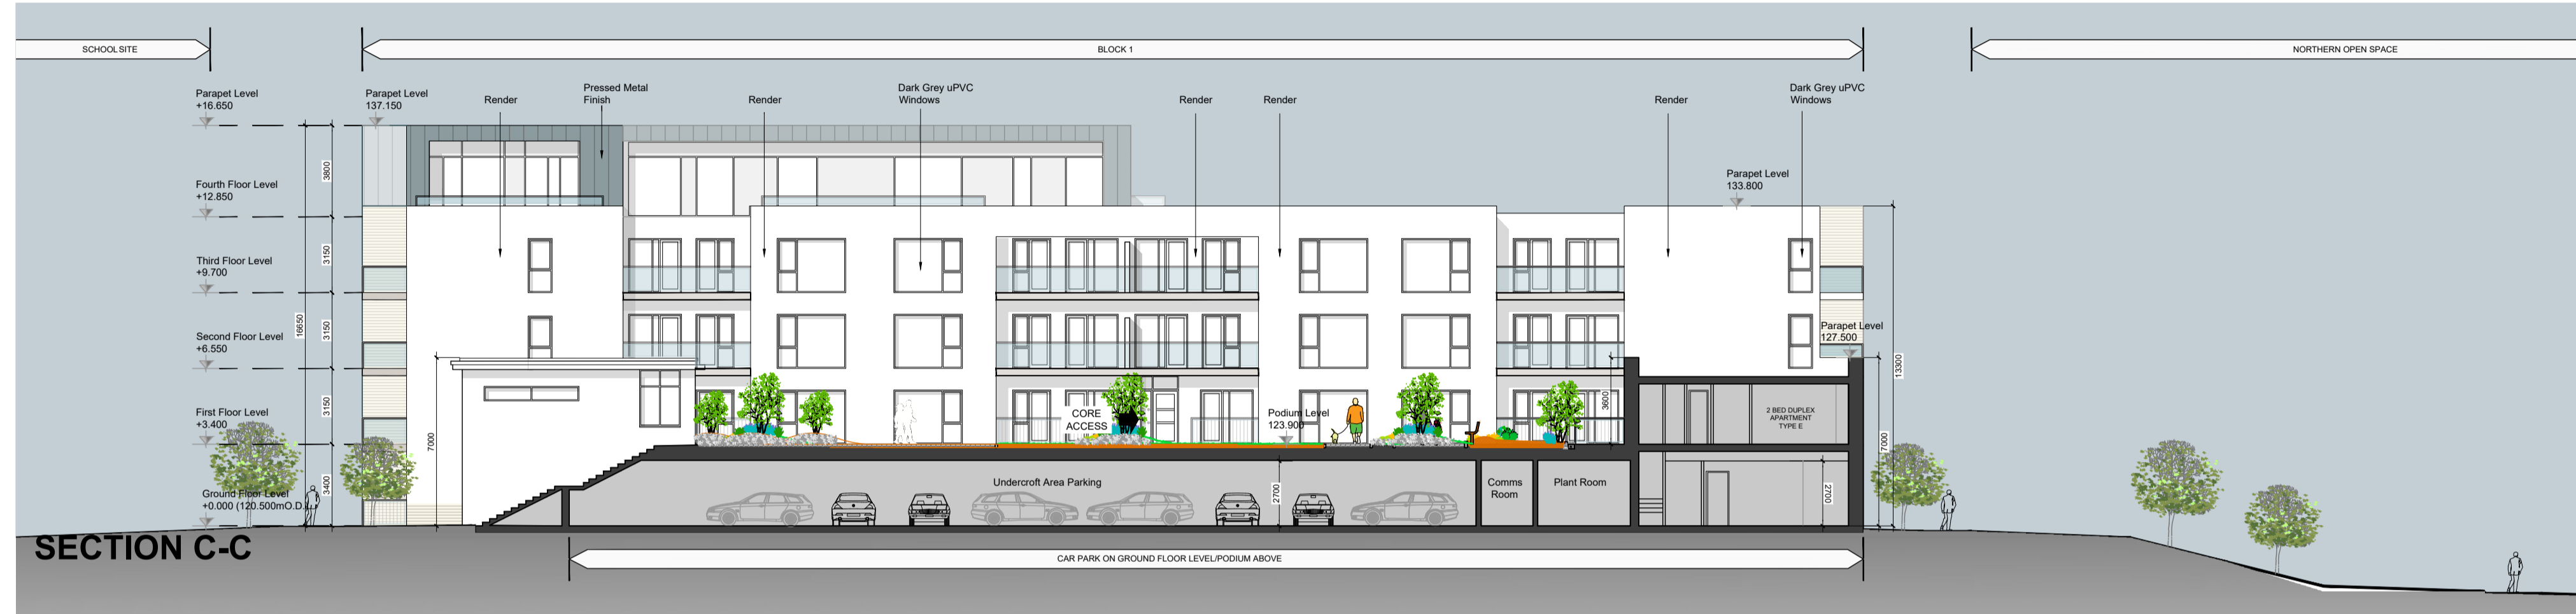 SCHOOL SITE
BLOCK 1
NORTHERN OPEN SPACE
Parapet Level
+16.650
Parapet Level
137.150
Render
Pressed Metal
Finish
Render
Dark Grey uPVC
Windows
Render
Render
Render
Dark Grey uPVC
Windows
Parapet Level
133.800
Fourth Floor Level
+12.850
Third Floor Level
+9.700
Second Floor Level
+6.550
First Floor Level
+3.400
Ground Floor Level
+0.000 (120.500mO.D.)
16650
3800
3150
3150
3150
3400
7000
CORE
ACCESS
Podium Level
123.900
3600
Parapet Level
127.500
13300
7000
2 BED DUPLEX
APARTMENT
TYPE E
Undercroft Area Parking
2700
Comms
Room
Plant Room
2700
SECTION C-C
CAR PARK ON GROUND FLOOR LEVEL/PODIUM ABOVE